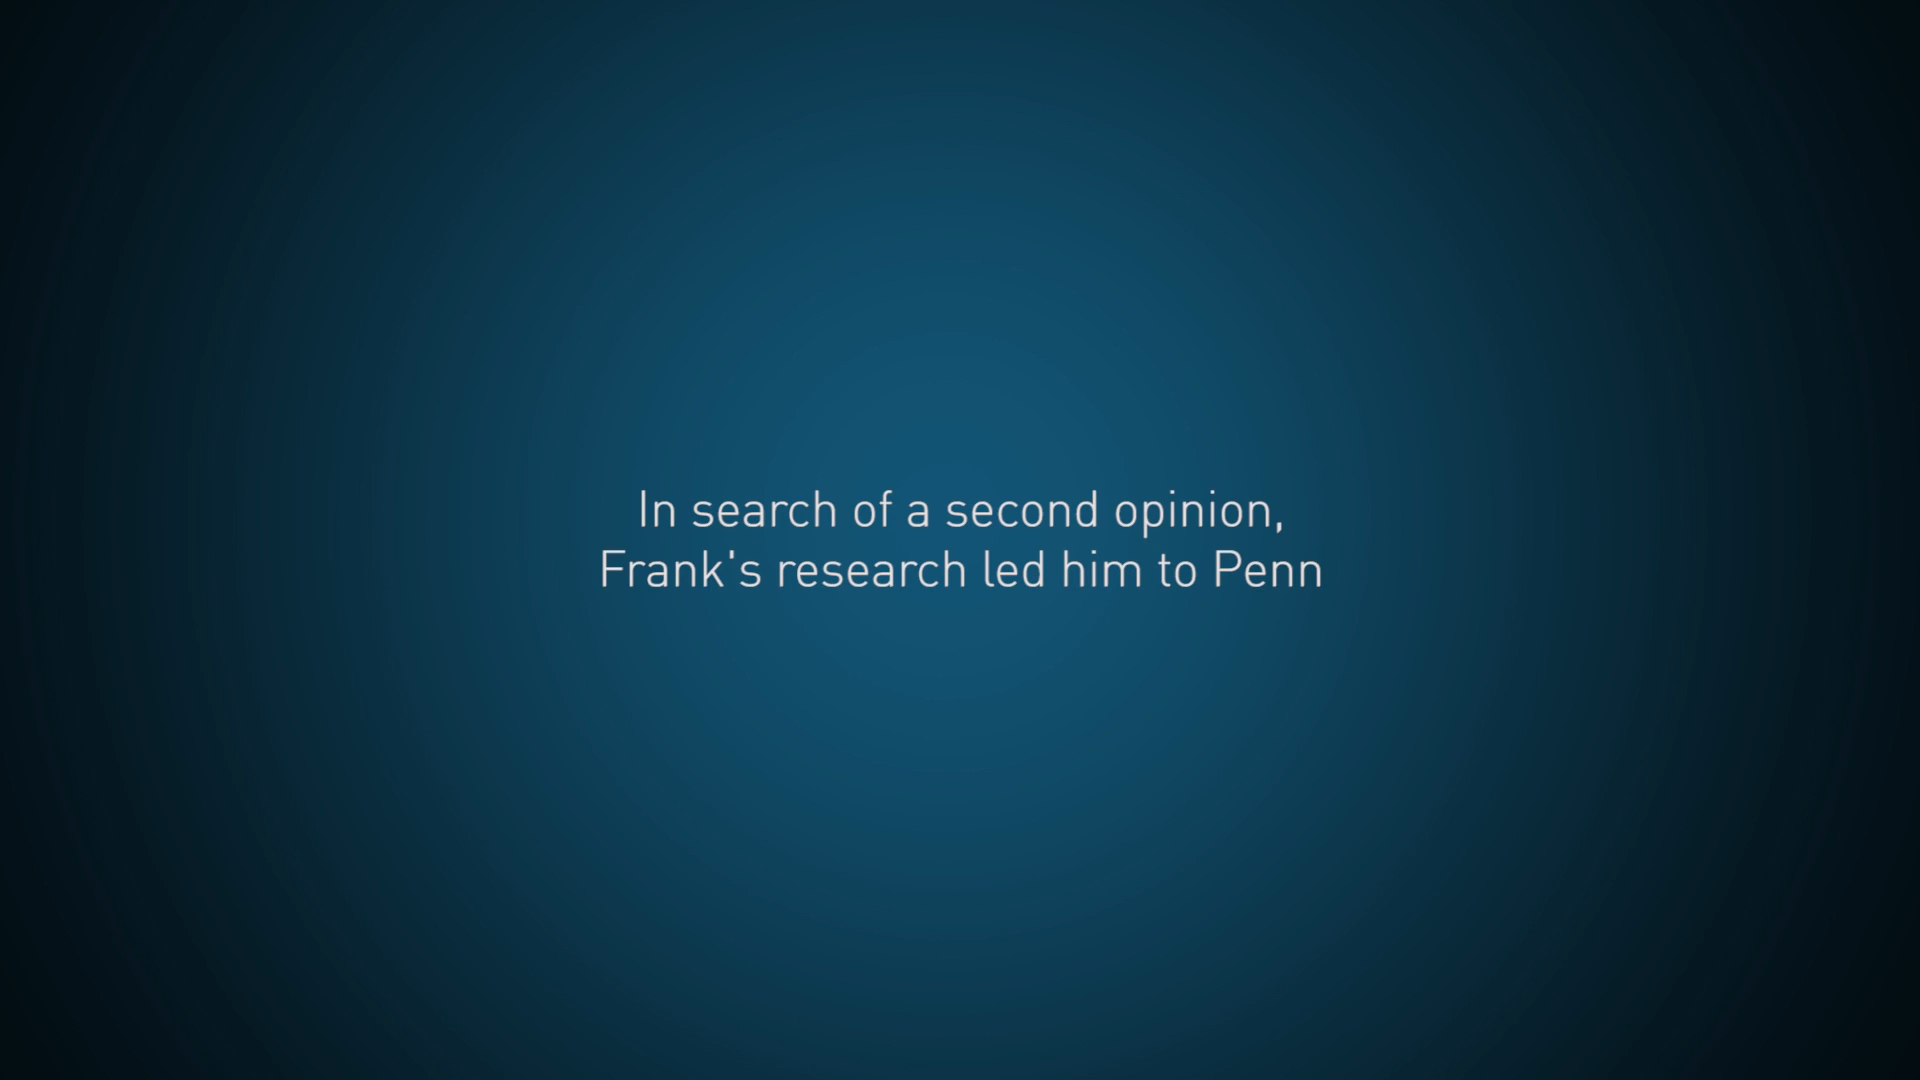 In search of a second opinion,
Frank's research led him to Penn